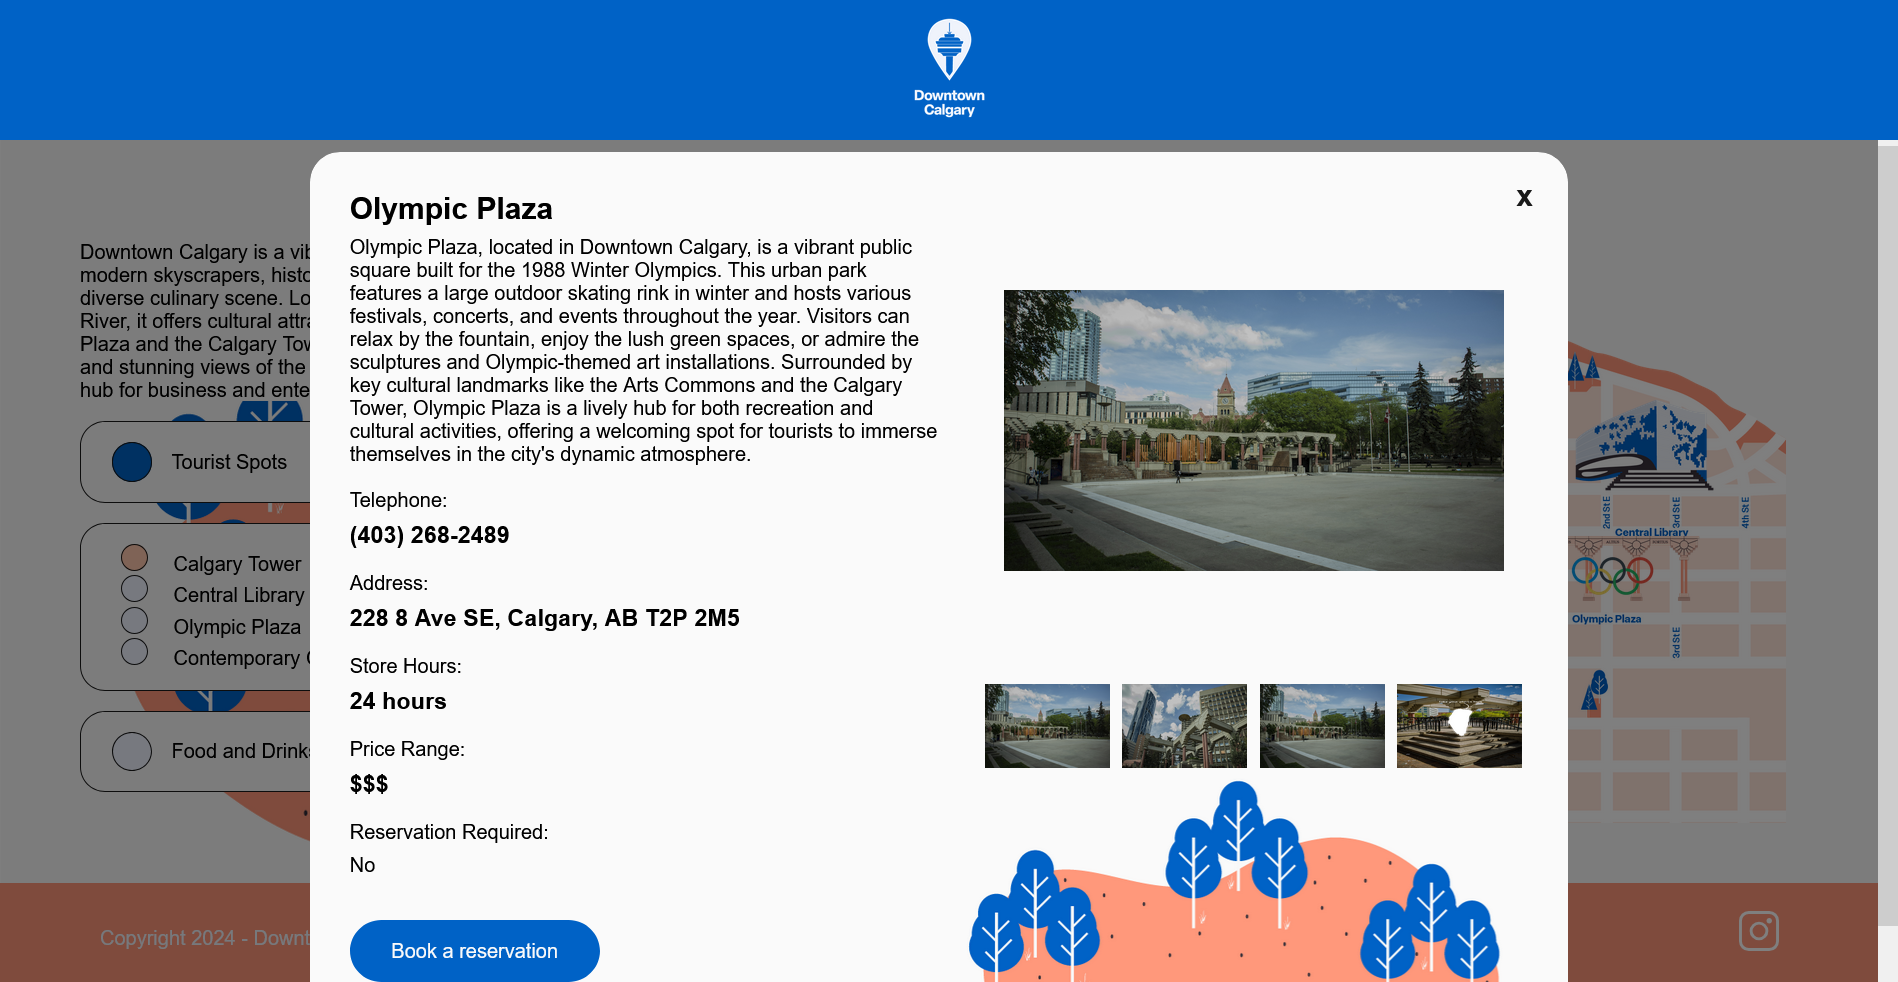 Downtown
Calgary
Downtown Calgary is a vib
modern skyscrapers, histo
diverse culinary scene. Lo
River, it offers cultural attra
Plaza and the Calgary Tow
and stunning views of the
hub for business and ente
Tourist Spots
Calgary Tower
Central Library
Olympic Plaza
Contemporary
Food and Drinks
Olympic Plaza
x
Olympic Plaza, located in Downtown Calgary, is a vibrant public
square built for the 1988 Winter Olympics. This urban park
features a large outdoor skating rink in winter and hosts various
festivals, concerts, and events throughout the year. Visitors can
relax by the fountain, enjoy the lush green spaces, or admire the
sculptures and Olympic-themed art installations. Surrounded by
key cultural landmarks like the Arts Commons and the Calgary
Tower, Olympic Plaza is a lively hub for both recreation and
cultural activities, offering a welcoming spot for tourists to immerse
themselves in the city's dynamic atmosphere.
Telephone:
(403) 268-2489
Address:
228 8 Ave SE, Calgary, AB T2P 2M5
Store Hours:
24 hours
Price Range:
$$$
Reservation Required:
No
Book a reservation
2nd St E
3rd St E
4th St E
Central Library
Olympic Plaza
3rd St E
Copyright 2024 - Downt